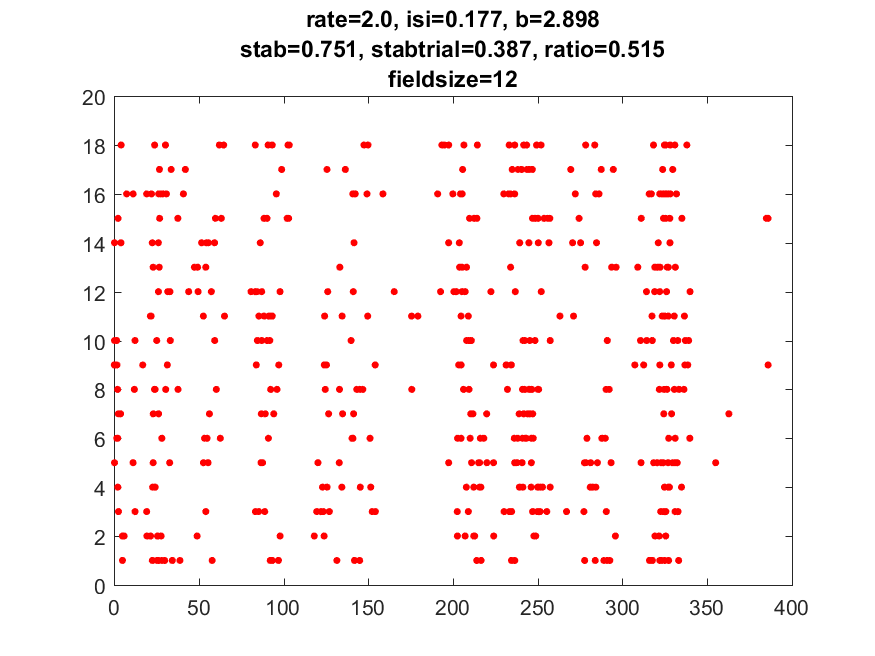 rate=2.0, isi=0.177, b=2.898
stab=0.751, stabtrial=0.387, ratio=0.515
fieldsize=12
20
18
16
14
12
10
8
6
4
2
0
0 50 100 150 200 250 300 350 400